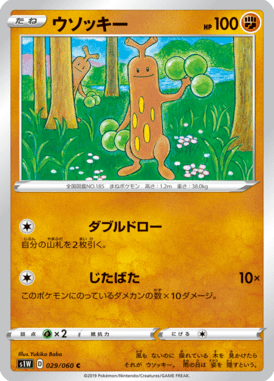 たね ウソッキー HP 100
全国図鑑NO.185 まねポケモン 高さ:1.2m 重さ:38.0kg
ダブルドロー
自分の山札を2枚引く。
じたばた 10×
このポケモンにのっているダメカンの数×10ダメージ。
弱点 ×2 抵抗力 にげる
Illus. Yukiko Baba
S1W D 029/060 C
©2019 Pokémon/Nintendo/Creatures/GAME FREAK